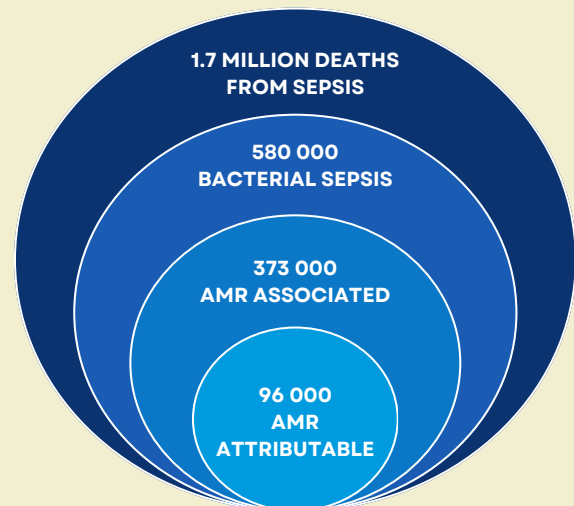 1.7 MILLION DEATHS
FROM SEPSIS
580 000
BACTERIAL SEPSIS
373 000
AMR ASSOCIATED
96 000
AMR
ATTRIBUTABLE